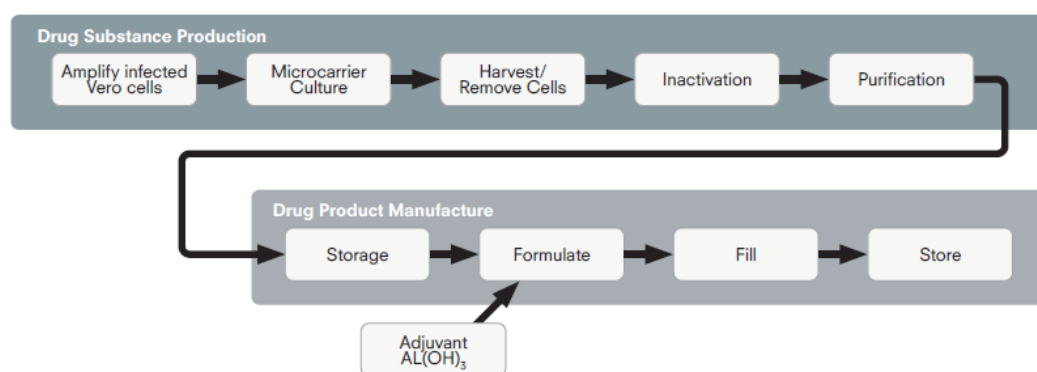 Drug Substance Production
Amplify infected
Vero cells
Microcarrier
Culture
Harvest/
Remove Cells
Inactivation
Purification
Drug Product Manufacture
Storage
Formulate
Fill
Store
Adjuvant
AL(OH)₃